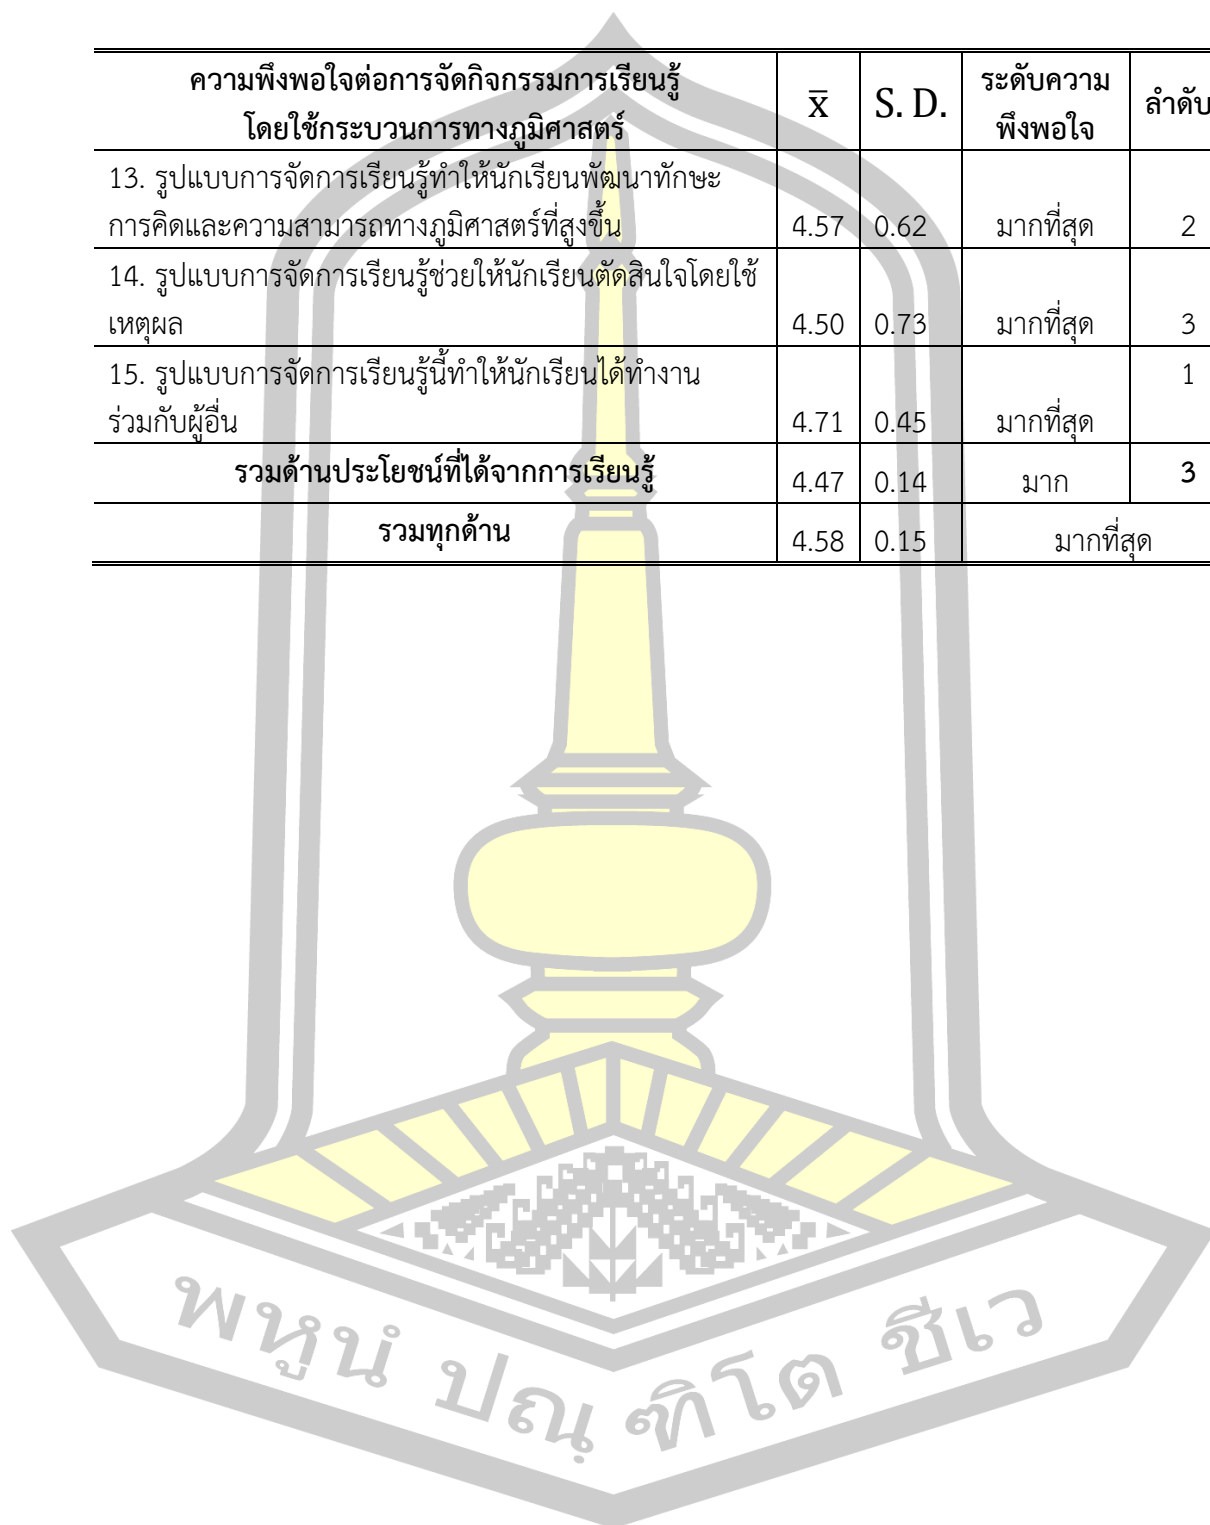 ความพึงพอใจต่อการจัดกิจกรรมการเรียนรู้
โดยใช้กระบวนการทางภูมิศาสตร์
x̅
S. D.
ระดับความ
พึงพอใจ
ลำดับ
13. รูปแบบการจัดการเรียนรู้ทำให้นักเรียนพัฒนาทักษะ
การคิดและความสามารถทางภูมิศาสตร์ที่สูงขึ้น 4.57 0.62 มากที่สุด 2
14. รูปแบบการจัดการเรียนรู้ช่วยให้นักเรียนตัดสินใจโดยใช้
เหตุผล 4.50 0.73 มากที่สุด 3
15. รูปแบบการจัดการเรียนรู้นี้ทำให้นักเรียนได้ทำงาน 1
ร่วมกับผู้อื่น 4.71 0.45 มากที่สุด
รวมด้านประโยชน์ที่ได้จากการเรียนรู้ 4.47 0.14 มาก 3
รวมทุกด้าน 4.58 0.15 มากที่สุด
พหูนํ ปณฺ ฑิโต ชีเว